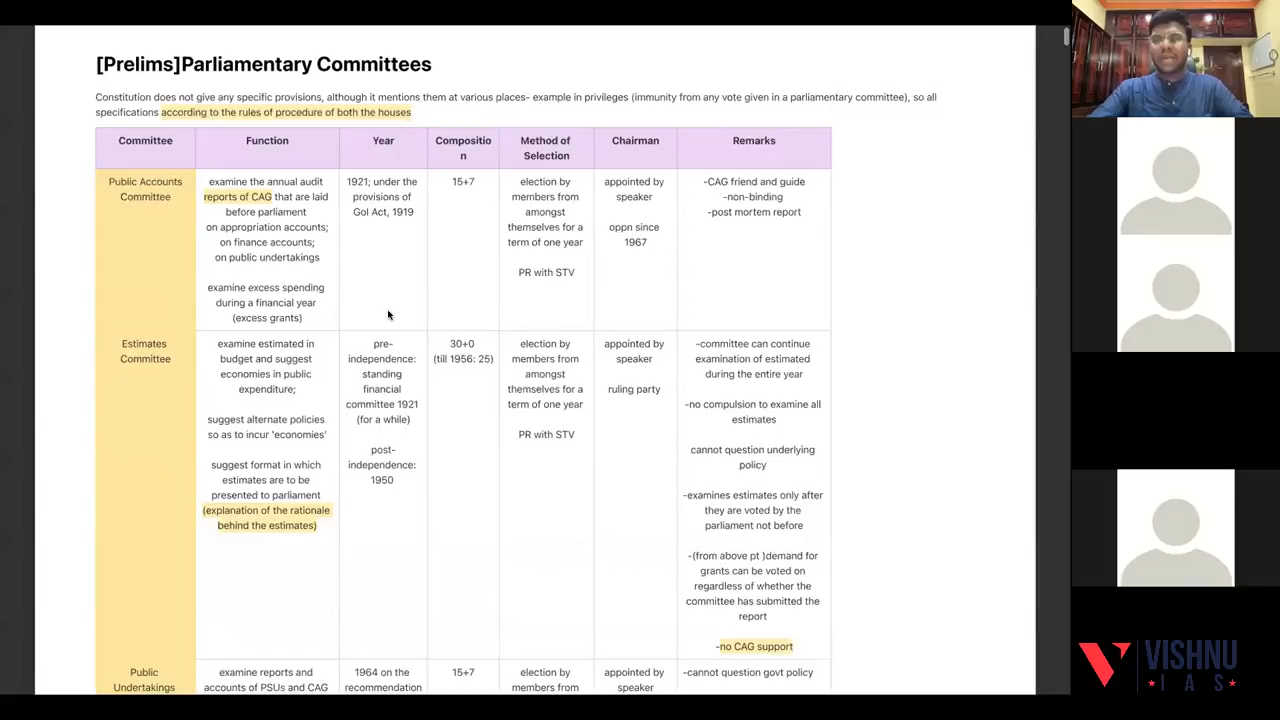 [Prelims]Parliamentary Committees
Constitution does not give any specific provisions, although it mentions them at various places- example in privileges (immunity from any vote given in a parliamentary committee), so all
specifications according to the rules of procedure of both the houses
Committee
Function
Year
Compositio
n
Method of
Selection
Chairman
Remarks
Public Accounts
Committee
examine the annual audit
reports of CAG that are laid
before parliament
on appropriation accounts;
on finance accounts;
on public undertakings
examine excess spending
during a financial year
(excess grants)
1921; under the
provisions of
GoI Act, 1919
15+7
election by
members from
amongst
themselves for a
term of one year
PR with STV
appointed by
speaker
oppn since
1967
-CAG friend and guide
-non-binding
-post mortem report
Estimates
Committee
examine estimated in
budget and suggest
economies in public
expenditure;
suggest alternate policies
so as to incur 'economies'
suggest format in which
estimates are to be
presented to parliament
(explanation of the rationale
behind the estimates)
pre-
independence:
standing
financial
committee 1921
(for a while)
post-
independence:
1950
30+0
(till 1956: 25)
election by
members from
amongst
themselves for a
term of one year
PR with STV
appointed by
speaker
ruling party
-committee can continue
examination of estimated
during the entire year
-no compulsion to examine all
estimates
cannot question underlying
policy
-examines estimates only after
they are voted by the
parliament not before
-(from above pt )demand for
grants can be voted on
regardless of whether the
committee has submitted the
report
-no CAG support
Public
Undertakings
examine reports and
accounts of PSUs and CAG
1964 on the
recommendation
15+7
election by
members from
appointed by
speaker
-cannot question govt policy
VISHNU
IAS